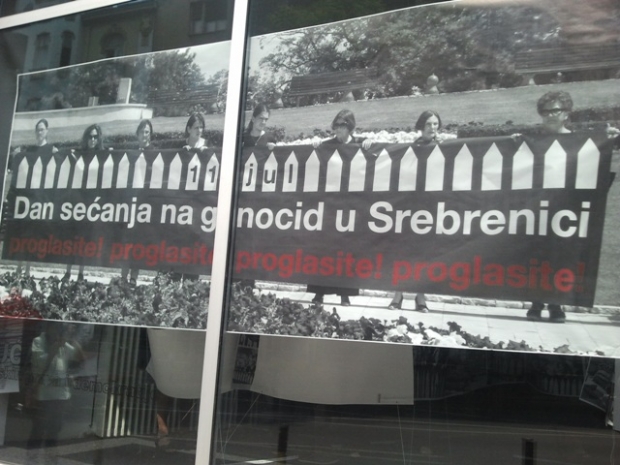 11 jul
Dan sećanja na genocid u Srebrenici
proglasite! proglasite! proglasite! proglasite!